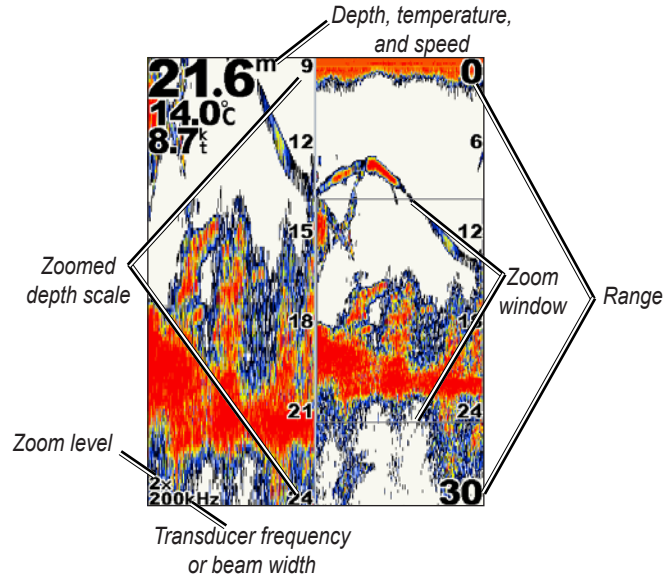 Depth, temperature,
and speed
21.6m
14.0°C
8.7kt
9
12
15
18
21
24
0
6
12
18
24
30
Zoomed
depth scale
Zoom
window
Range
Zoom level
2×
200kHz
Transducer frequency
or beam width